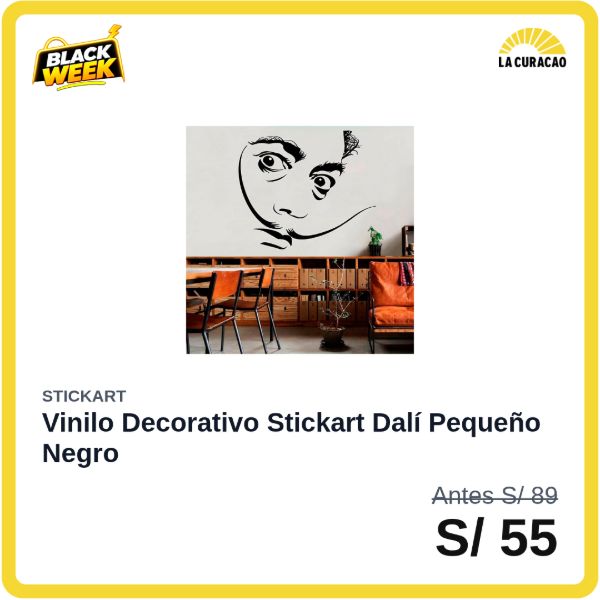 BLACK
WEEK
LA CURACAO
STICKART
Vinilo Decorativo Stickart Dalí Pequeño
Negro
Antes S/ 89
S/ 55